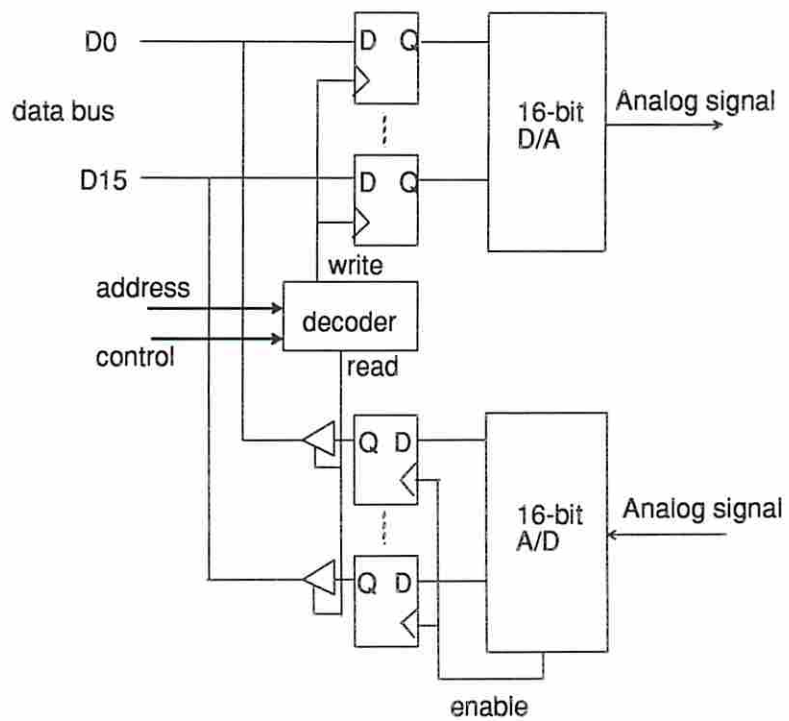 D0
D Q
data bus
16-bit
D/A
Analog signal
D15
D Q
write
address
decoder
control
read
Q D
16-bit
A/D
Analog signal
Q D
enable